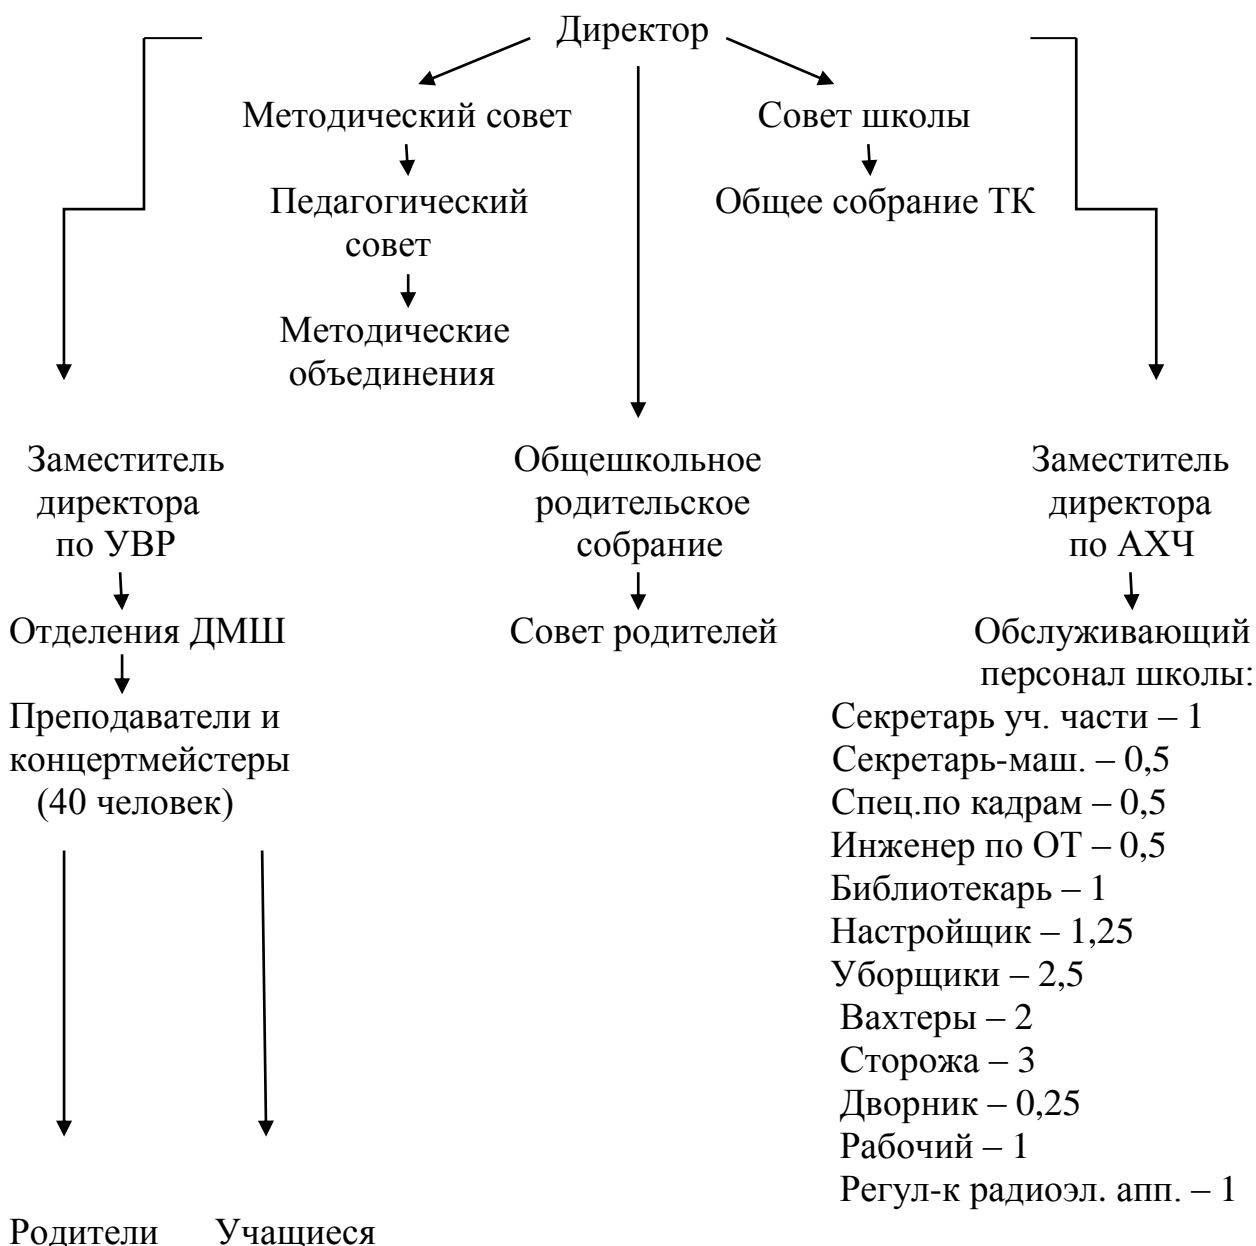 Директор
Методический совет
Совет школы
Педагогический
совет
Общее собрание ТК
Методические
объединения
Заместитель
директора
по УВР
Общешкольное
родительское
собрание
Заместитель
директора
по АХЧ
Отделения ДМШ
Совет родителей
Обслуживающий
персонал школы:
Преподаватели и
концертмейстеры
(40 человек)
Секретарь уч. части – 1
Секретарь-маш. – 0,5
Спец.по кадрам – 0,5
Инженер по ОТ – 0,5
Библиотекарь – 1
Настройщик – 1,25
Уборщики – 2,5
Вахтеры – 2
Сторожа – 3
Дворник – 0,25
Рабочий – 1
Регул-к радиоэл. апп. – 1
Родители
Учащиеся